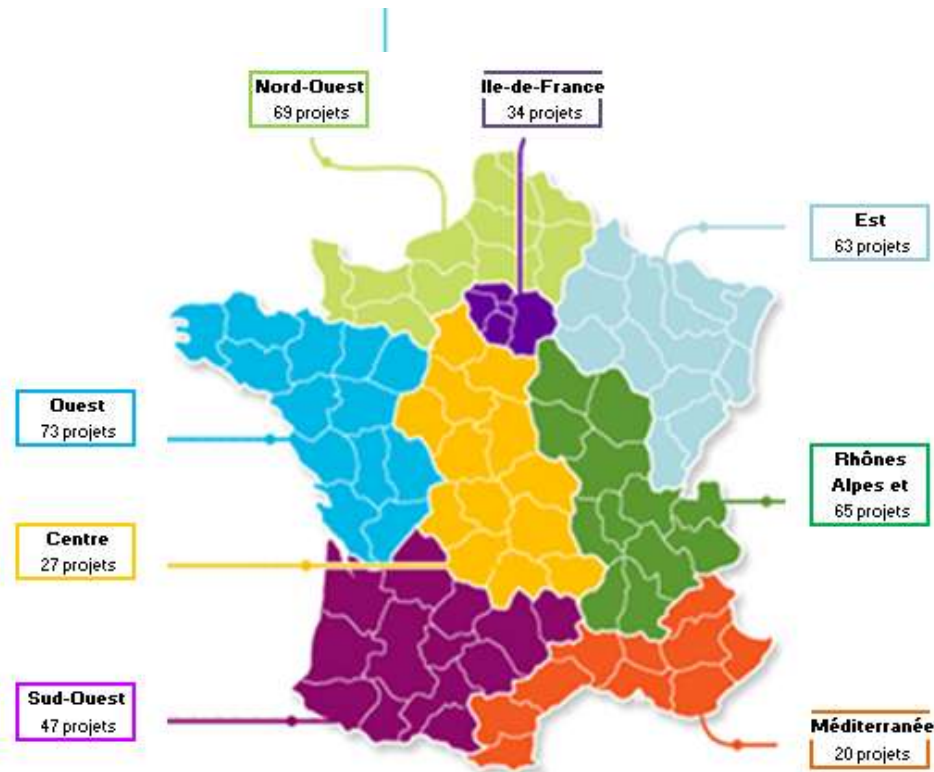 Nord-Ouest
69 projets
Ile-de-France
34 projets
Est
63 projets
Ouest
73 projets
Rhônes
Alpes et
65 projets
Centre
27 projets
Sud-Ouest
47 projets
Méditerranée
20 projets